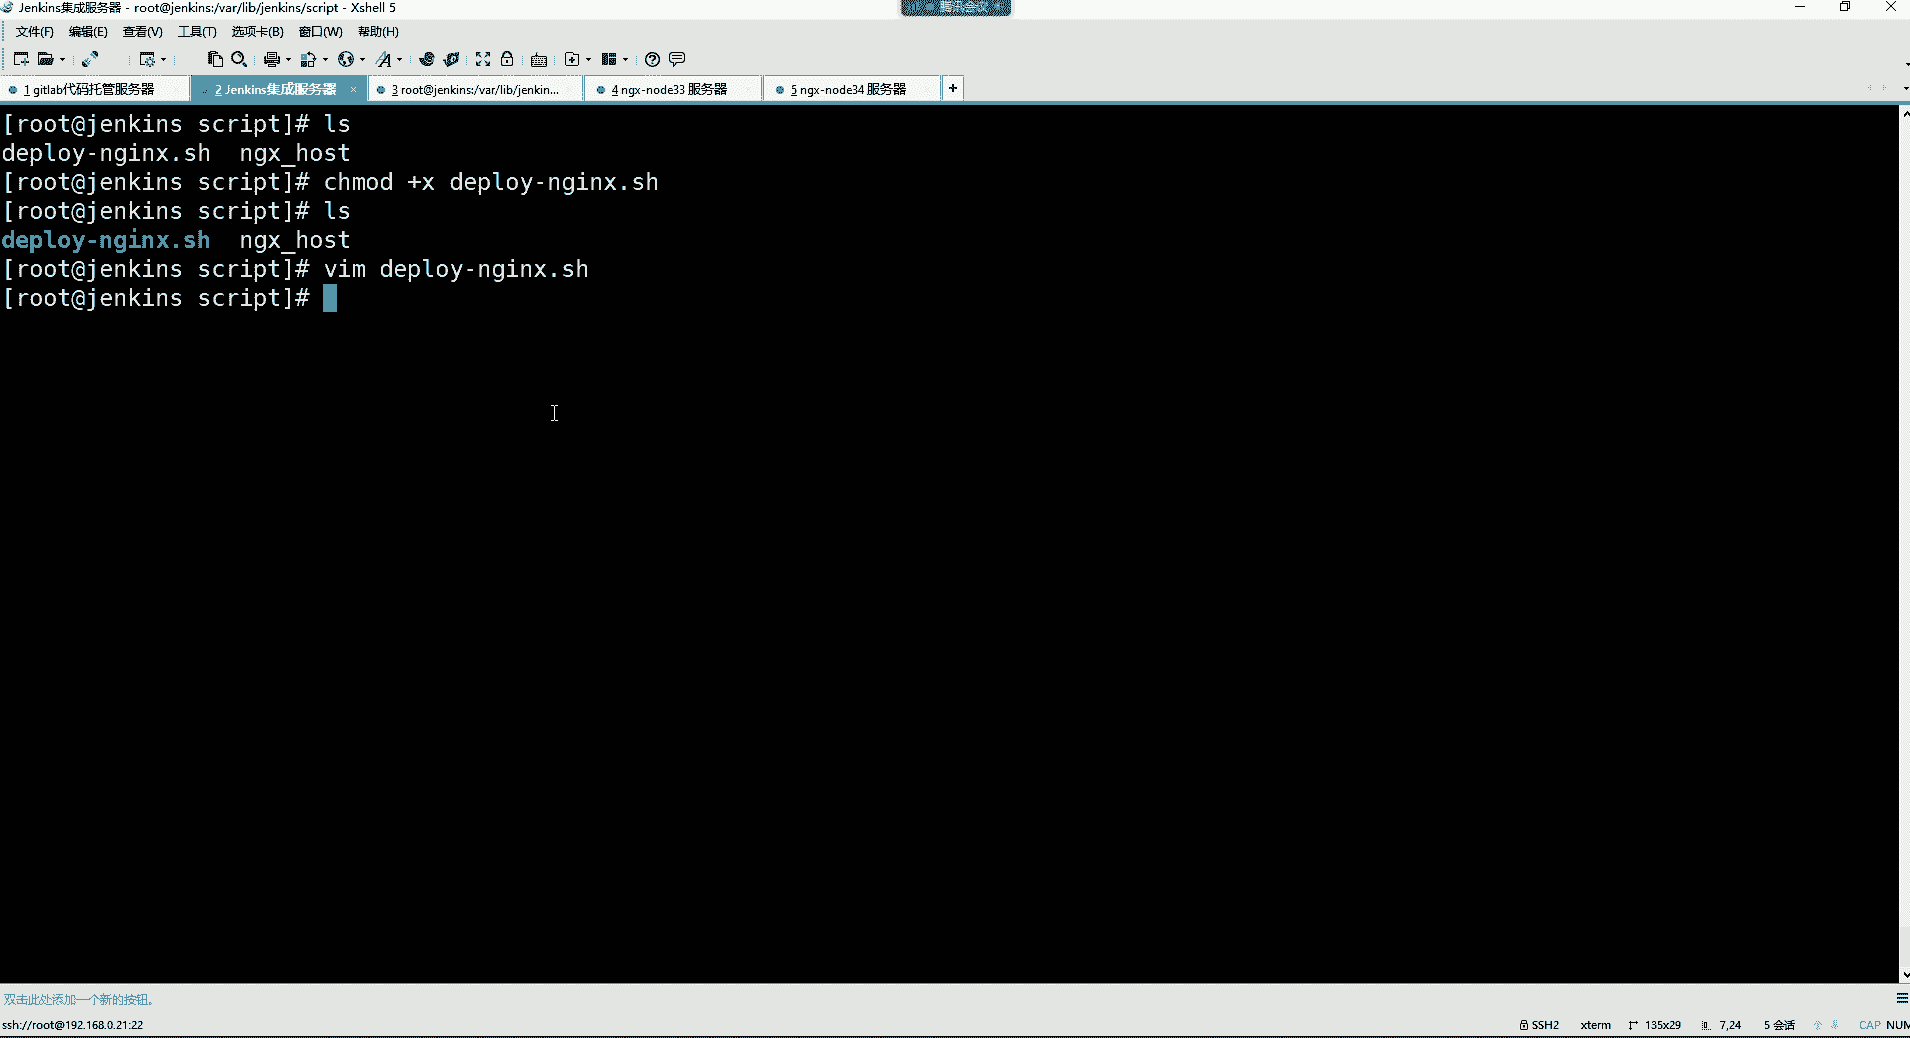 Jenkins集成服务器 - root@jenkins:/var/lib/jenkins/script - Xshell 5
腾讯会议
文件(F) 编辑(E) 查看(V) 工具(T) 选项卡(B) 窗口(W) 帮助(H)
1 gitlab代码托管服务器 2 Jenkins集成服务器 × 3 root@jenkins:/var/lib/jenkin... 4 ngx-node33 服务器 5 ngx-node34 服务器 +
[root@jenkins script]# ls
deploy-nginx.sh ngx_host
[root@jenkins script]# chmod +x deploy-nginx.sh
[root@jenkins script]# ls
deploy-nginx.sh ngx_host
[root@jenkins script]# vim deploy-nginx.sh
[root@jenkins script]#
双击此处添加一个新的按钮。
ssh://root@192.168.0.21:22 SSH2 xterm 135x29 7,24 5 会话 CAP NUM